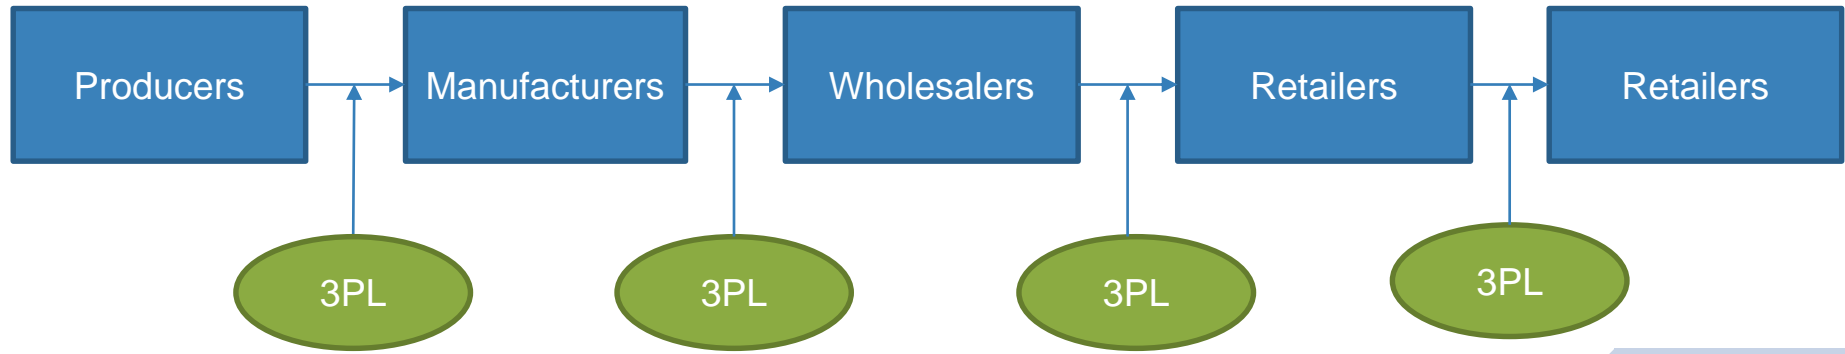 Producers
Manufacturers
Wholesalers
Retailers
Retailers
3PL
3PL
3PL
3PL